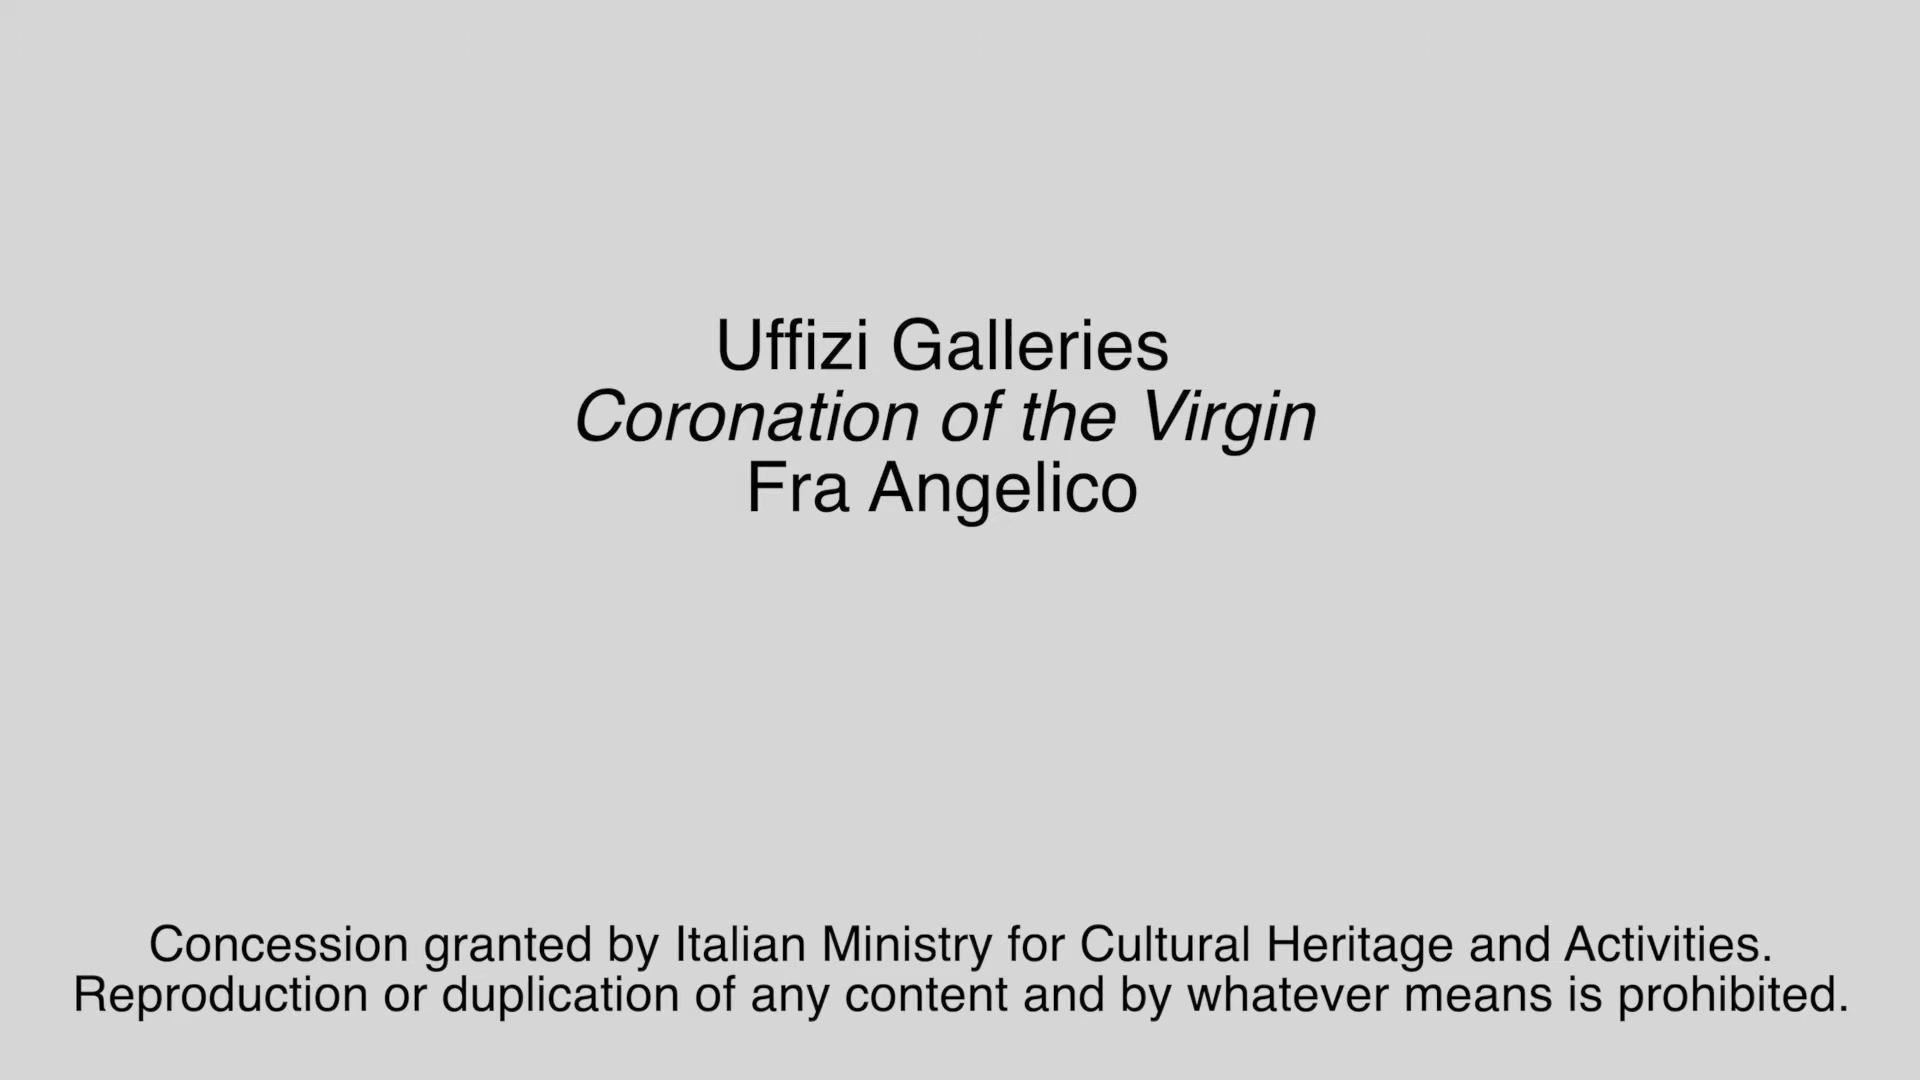 Uffizi Galleries
Coronation of the Virgin
Fra Angelico
Concession granted by Italian Ministry for Cultural Heritage and Activities.
Reproduction or duplication of any content and by whatever means is prohibited.